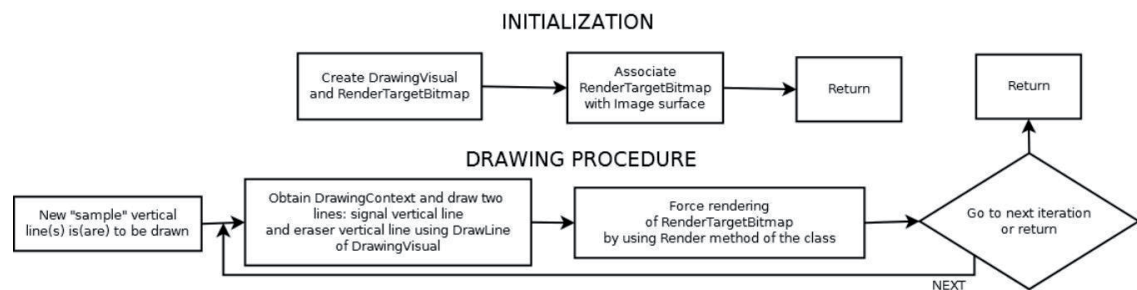 INITIALIZATION
Create DrawingVisual
and RenderTargetBitmap
Associate
RenderTargetBitmap
with Image surface
Return
Return
DRAWING PROCEDURE
New "sample" vertical
line(s) is(are) to be drawn
Obtain DrawingContext and draw two
lines: signal vertical line
and eraser vertical line using DrawLine
of DrawingVisual
Force rendering
of RenderTargetBitmap
by using Render method of the class
Go to next iteration
or return
NEXT